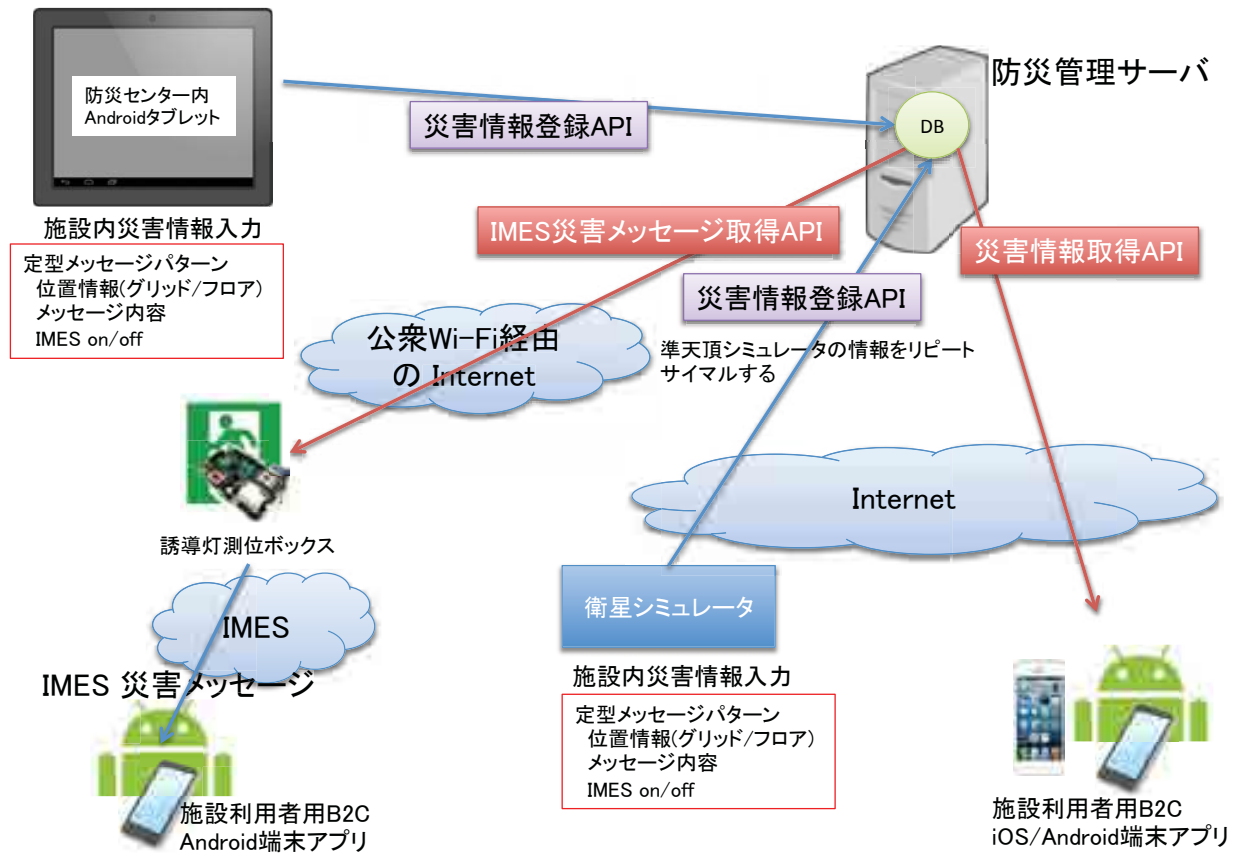 防災センター内
Androidタブレット
防災管理サーバ
DB
災害情報登録API
施設内災害情報入力
定型メッセージパターン
位置情報(グリッド/フロア)
メッセージ内容
IMES on/off
IMES災害メッセージ取得API
災害情報取得API
災害情報登録API
公衆Wi-Fi経由
の Internet
準天頂シミュレータの情報をリピート
サイマルする
Internet
誘導灯測位ボックス
衛星シミュレータ
IMES
IMES 災害メッセージ
施設内災害情報入力
定型メッセージパターン
位置情報(グリッド/フロア)
メッセージ内容
IMES on/off
施設利用者用B2C
Android端末アプリ
施設利用者用B2C
iOS/Android端末アプリ